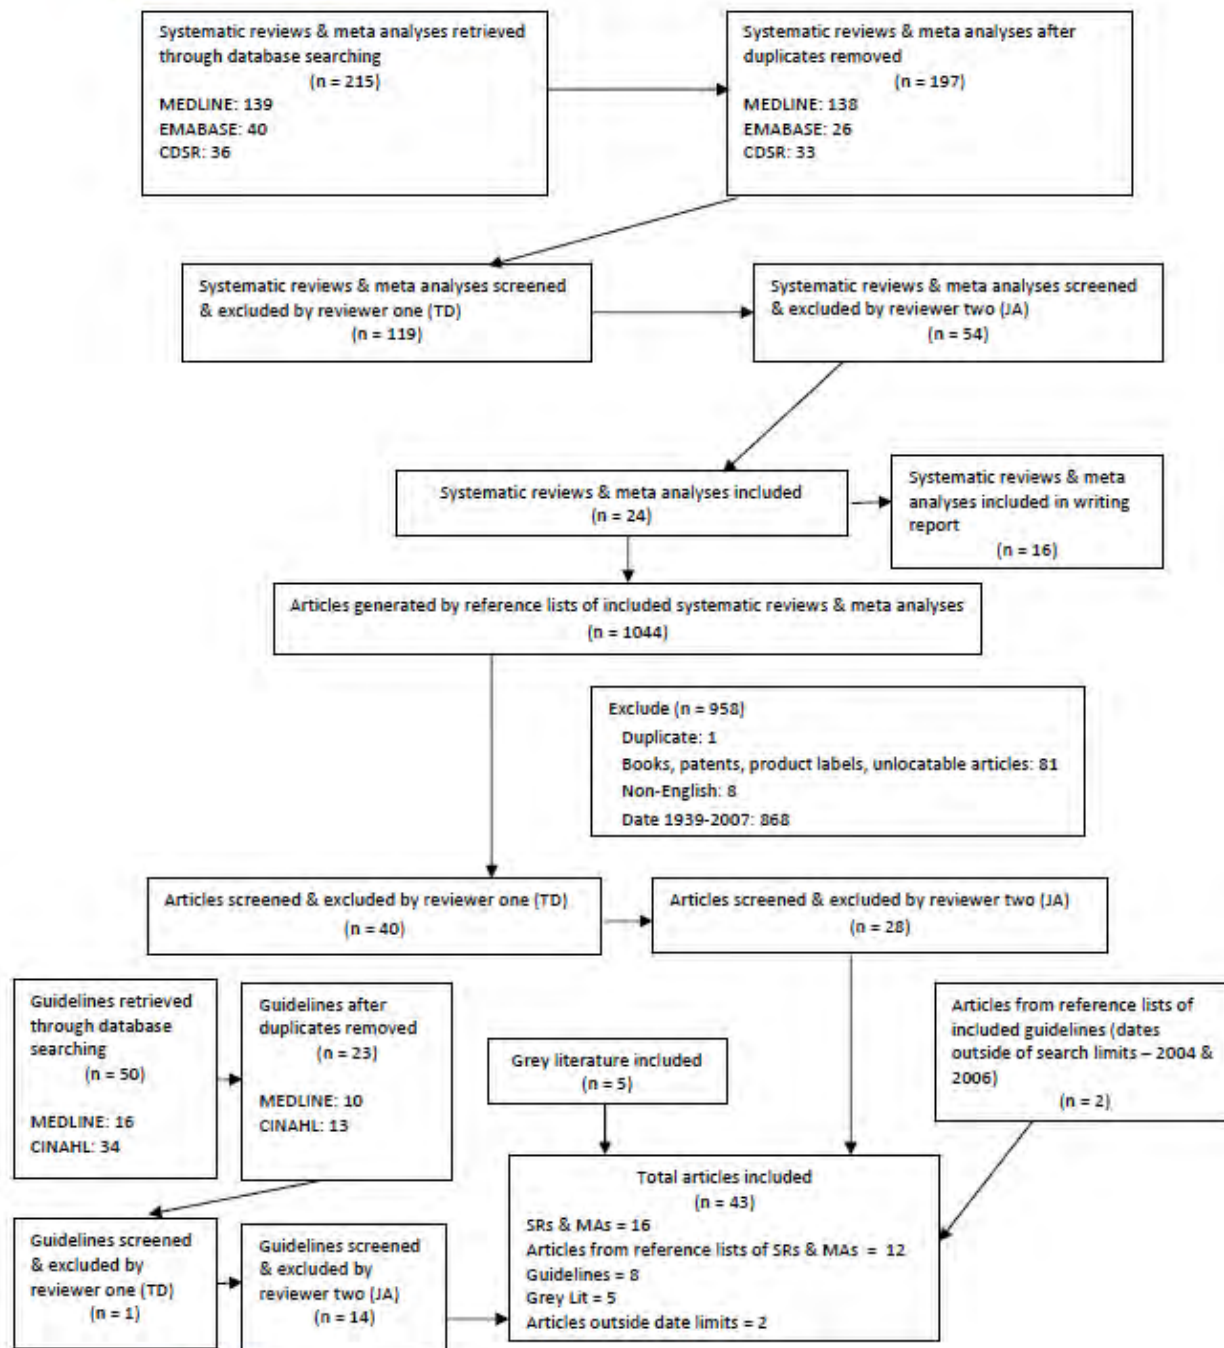 Systematic reviews & meta analyses retrieved
through database searching
(n = 215)
MEDLINE: 139
EMABASE: 40
CDSR: 36
Systematic reviews & meta analyses after
duplicates removed
(n = 197)
MEDLINE: 138
EMABASE: 26
CDSR: 33
Systematic reviews & meta analyses screened
& excluded by reviewer one (TD)
(n = 119)
Systematic reviews & meta analyses screened
& excluded by reviewer two (JA)
(n = 54)
Systematic reviews & meta analyses included
(n = 24)
Systematic reviews & meta
analyses included in writing
report
(n = 16)
Articles generated by reference lists of included systematic reviews & meta analyses
(n = 1044)
Exclude (n = 958)
Duplicate: 1
Books, patents, product labels, unlocatable articles: 81
Non-English: 8
Date 1939-2007: 868
Articles screened & excluded by reviewer one (TD)
(n = 40)
Articles screened & excluded by reviewer two (JA)
(n = 28)
Guidelines retrieved
through database
searching
(n = 50)
MEDLINE: 16
CINAHL: 34
Guidelines after
duplicates removed
(n = 23)
MEDLINE: 10
CINAHL: 13
Grey literature included
(n = 5)
Articles from reference lists of
included guidelines (dates
outside of search limits – 2004 &
2006)
(n = 2)
Guidelines screened
& excluded by
reviewer one (TD)
(n = 1)
Guidelines screened
& excluded by
reviewer two (JA)
(n = 14)
Total articles included
(n = 43)
SRs & MAs = 16
Articles from reference lists of SRs & MAs = 12
Guidelines = 8
Grey Lit = 5
Articles outside date limits = 2